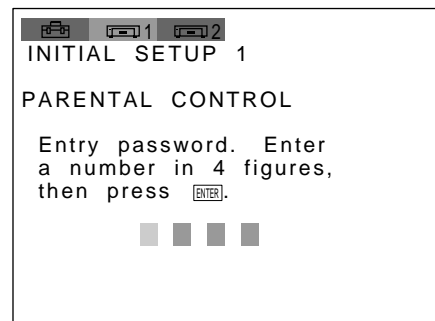 1 2
INITIAL SETUP 1
PARENTAL CONTROL
Entry password. Enter
a number in 4 figures,
then press ENTER.